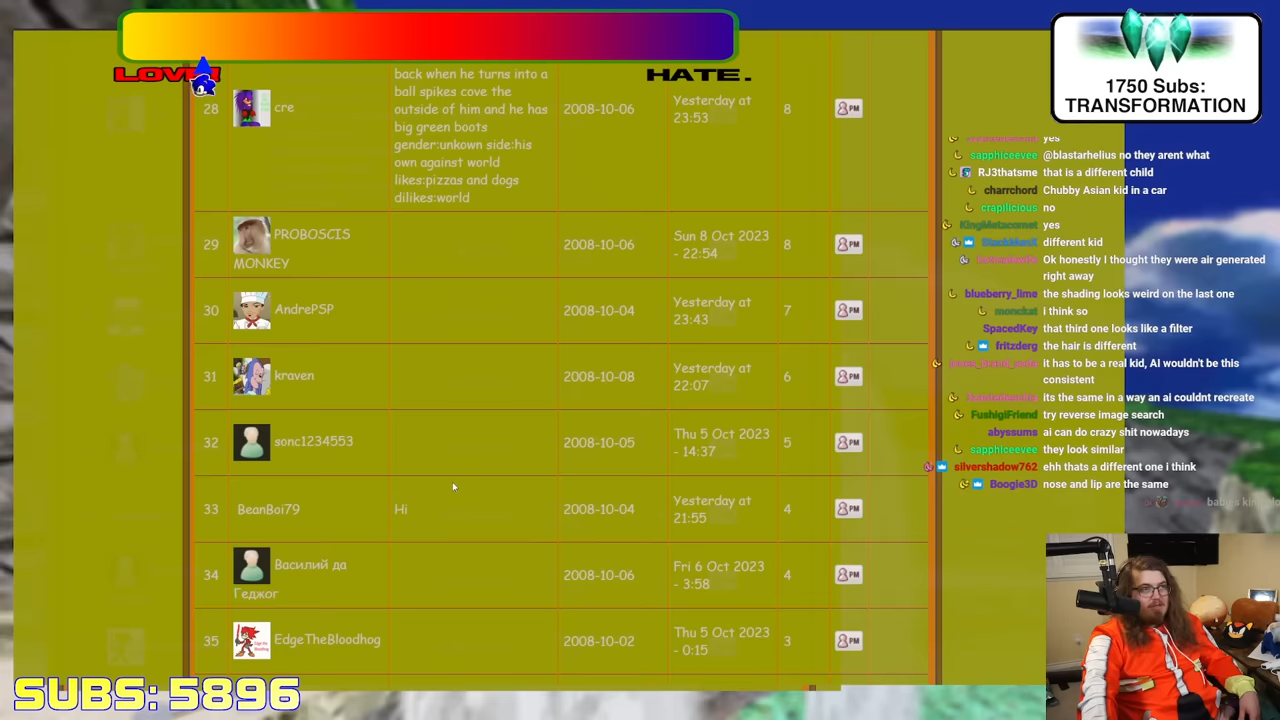 LOVE
HATE.
1750 Subs:
TRANSFORMATION
28
cre
back when he turns into a
ball spikes cove the
outside of him and he has
big green boots
gender:unkown side:his
own against world
likes:pizzas and dogs
dilikes:world
2008-10-06
Yesterday at
23:53
8
PM
29
PROBOSCIS
MONKEY
2008-10-06
Sun 8 Oct 2023
- 22:54
8
PM
30
AndrePSP
2008-10-04
Yesterday at
23:43
7
PM
31
kraven
2008-10-08
Yesterday at
22:07
6
PM
32
sonc1234553
2008-10-05
Thu 5 Oct 2023
- 14:37
5
PM
33
BeanBoi79
Hi
2008-10-04
Yesterday at
21:55
4
PM
34
Василий да
Геджог
2008-10-06
Fri 6 Oct 2023
- 3:58
4
PM
35
EdgeTheBloodhog
2008-10-02
Thu 5 Oct 2023
- 0:15
3
PM
yes
sapphiceevee @blastarhelius no they arent what
RJ3thatsme that is a different child
charrchord Chubby Asian kid in a car
crapilicious no
KingMetacomet yes
different kid
Ok honestly I thought they were air generated
right away
blueberry_lime the shading looks weird on the last one
monckat i think so
SpacedKey that third one looks like a filter
fritzderg the hair is different
it has to be a real kid, AI wouldn't be this
consistent
its the same in a way an ai couldnt recreate
FushigiFriend try reverse image search
abyssums ai can do crazy shit nowadays
sapphiceevee they look similar
silvershadow762 ehh thats a different one i think
Boogie3D nose and lip are the same
SUBS: 5896